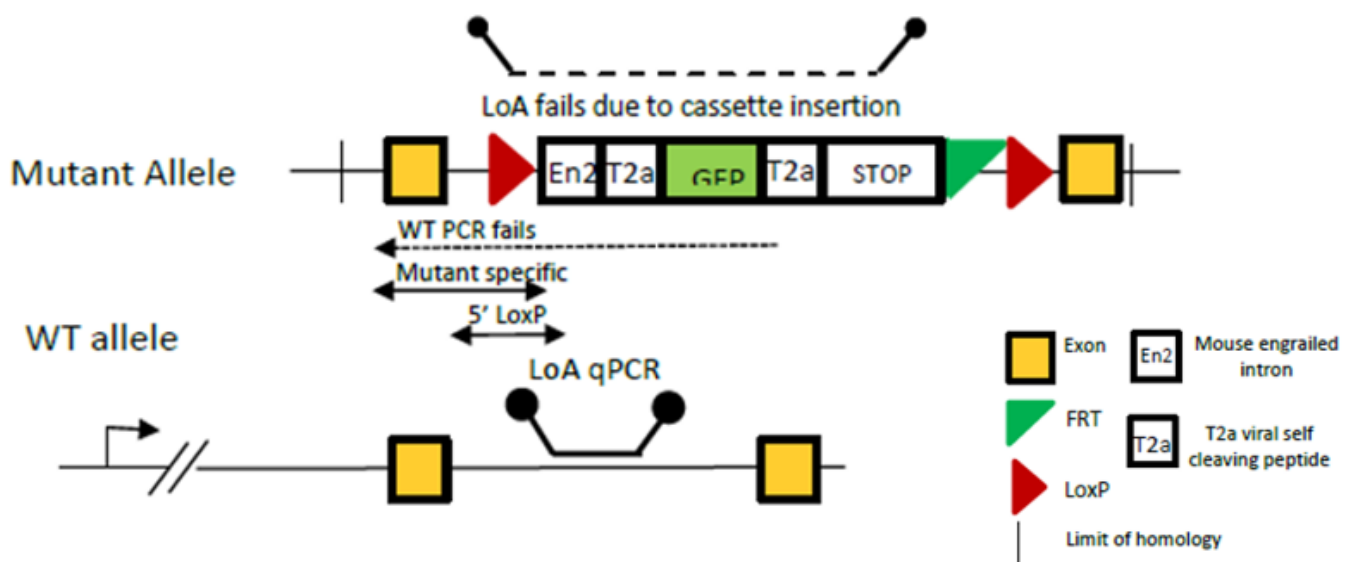 LoA fails due to cassette insertion
Mutant Allele
En2 T2a GFP T2a STOP
WT PCR fails
Mutant specific
5' LoxP
WT allele
LoA qPCR
Exon
En2
Mouse engrailed
intron
FRT
T2a
T2a viral self
cleaving peptide
LoxP
Limit of homology